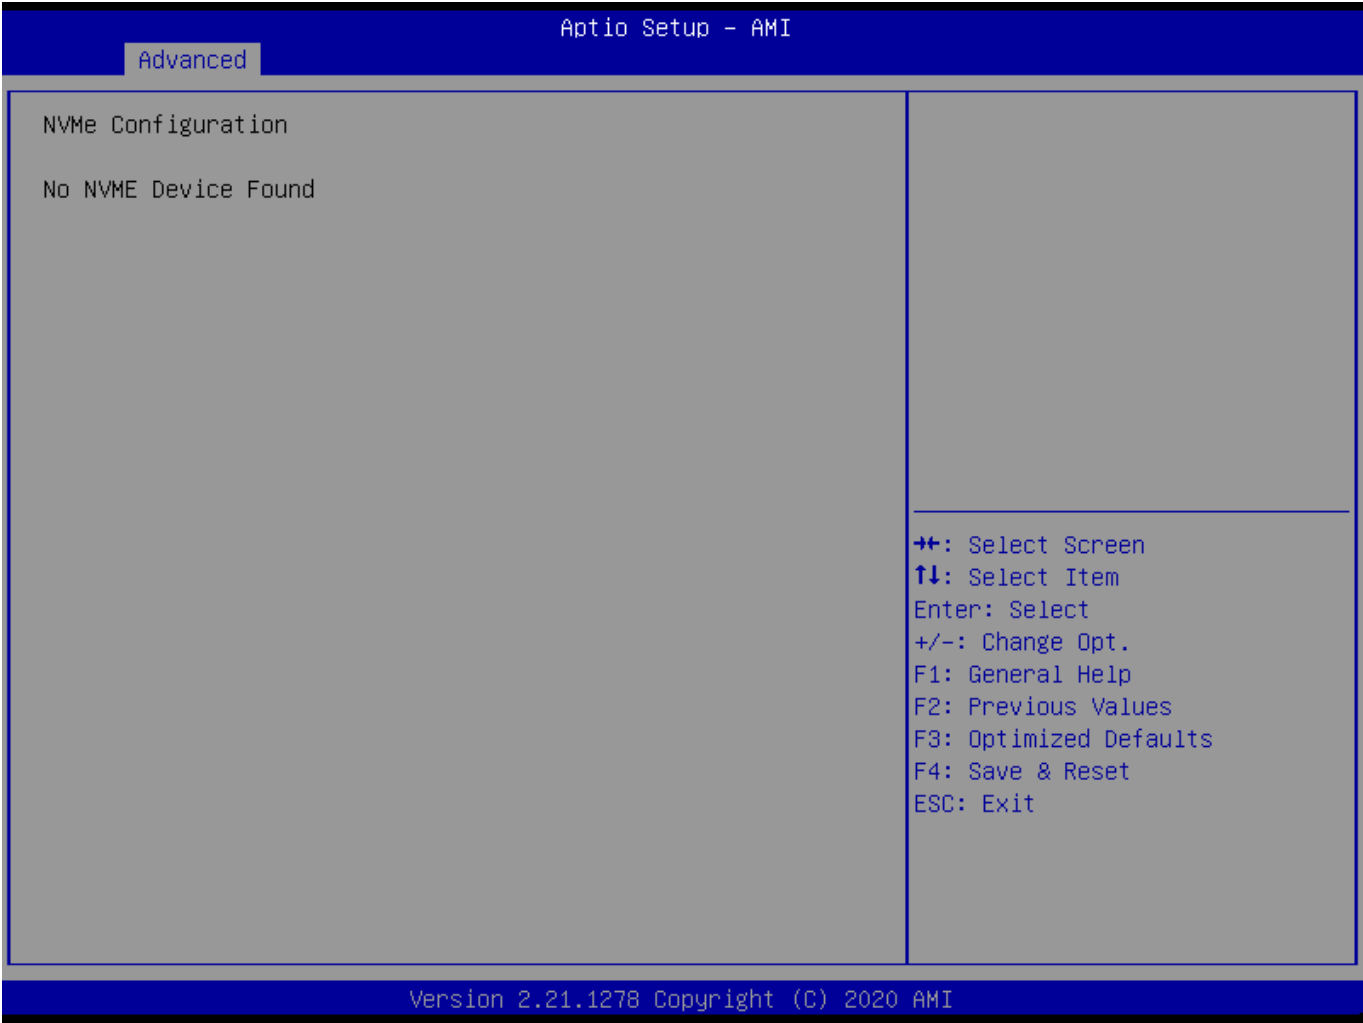 Aptio Setup – AMI
Advanced
NVMe Configuration
No NVME Device Found
→←: Select Screen
↑↓: Select Item
Enter: Select
+/-: Change Opt.
F1: General Help
F2: Previous Values
F3: Optimized Defaults
F4: Save & Reset
ESC: Exit
Version 2.21.1278 Copyright (C) 2020 AMI